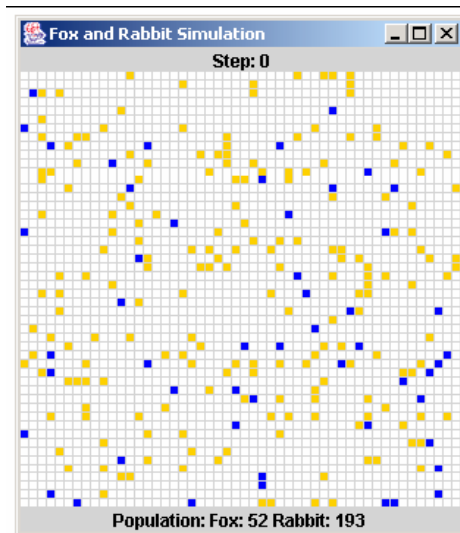 Fox and Rabbit Simulation
Step: 0
Population: Fox: 52 Rabbit: 193